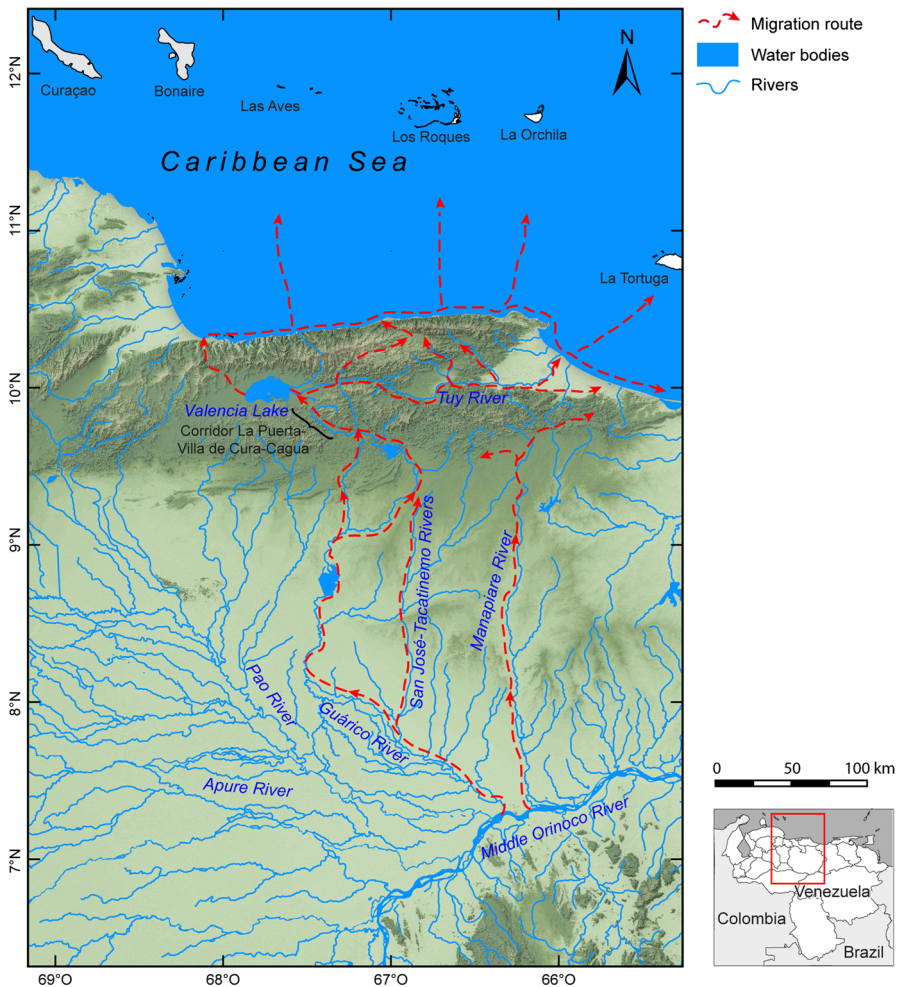 Migration route
Water bodies
Rivers
N
12°N
11°N
10°N
9°N
8°N
7°N
Curaçao
Bonaire
Las Aves
Los Roques
La Orchila
Caribbean Sea
La Tortuga
Valencia Lake
Corridor La Puerta-
Villa de Cura-Cagua
Tuy River
San José-Tacatinemo Rivers
Manapiare River
Pao River
Guárico River
Apure River
Middle Orinoco River
69°O
68°O
67°O
66°O
0 50 100 km
Venezuela
Colombia
Brazil